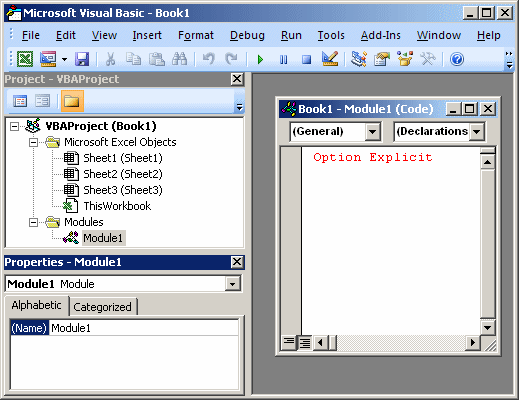 Microsoft Visual Basic - Book1
File Edit View Insert Format Debug Run Tools Add-Ins Window Help
Project - VBAProject
VBAProject (Book1)
Microsoft Excel Objects
Sheet1 (Sheet1)
Sheet2 (Sheet2)
Sheet3 (Sheet3)
ThisWorkbook
Modules
Module1
Properties - Module1
Module1 Module
Alphabetic Categorized
(Name) Module1
Book1 - Module1 (Code)
(General) (Declarations
Option Explicit